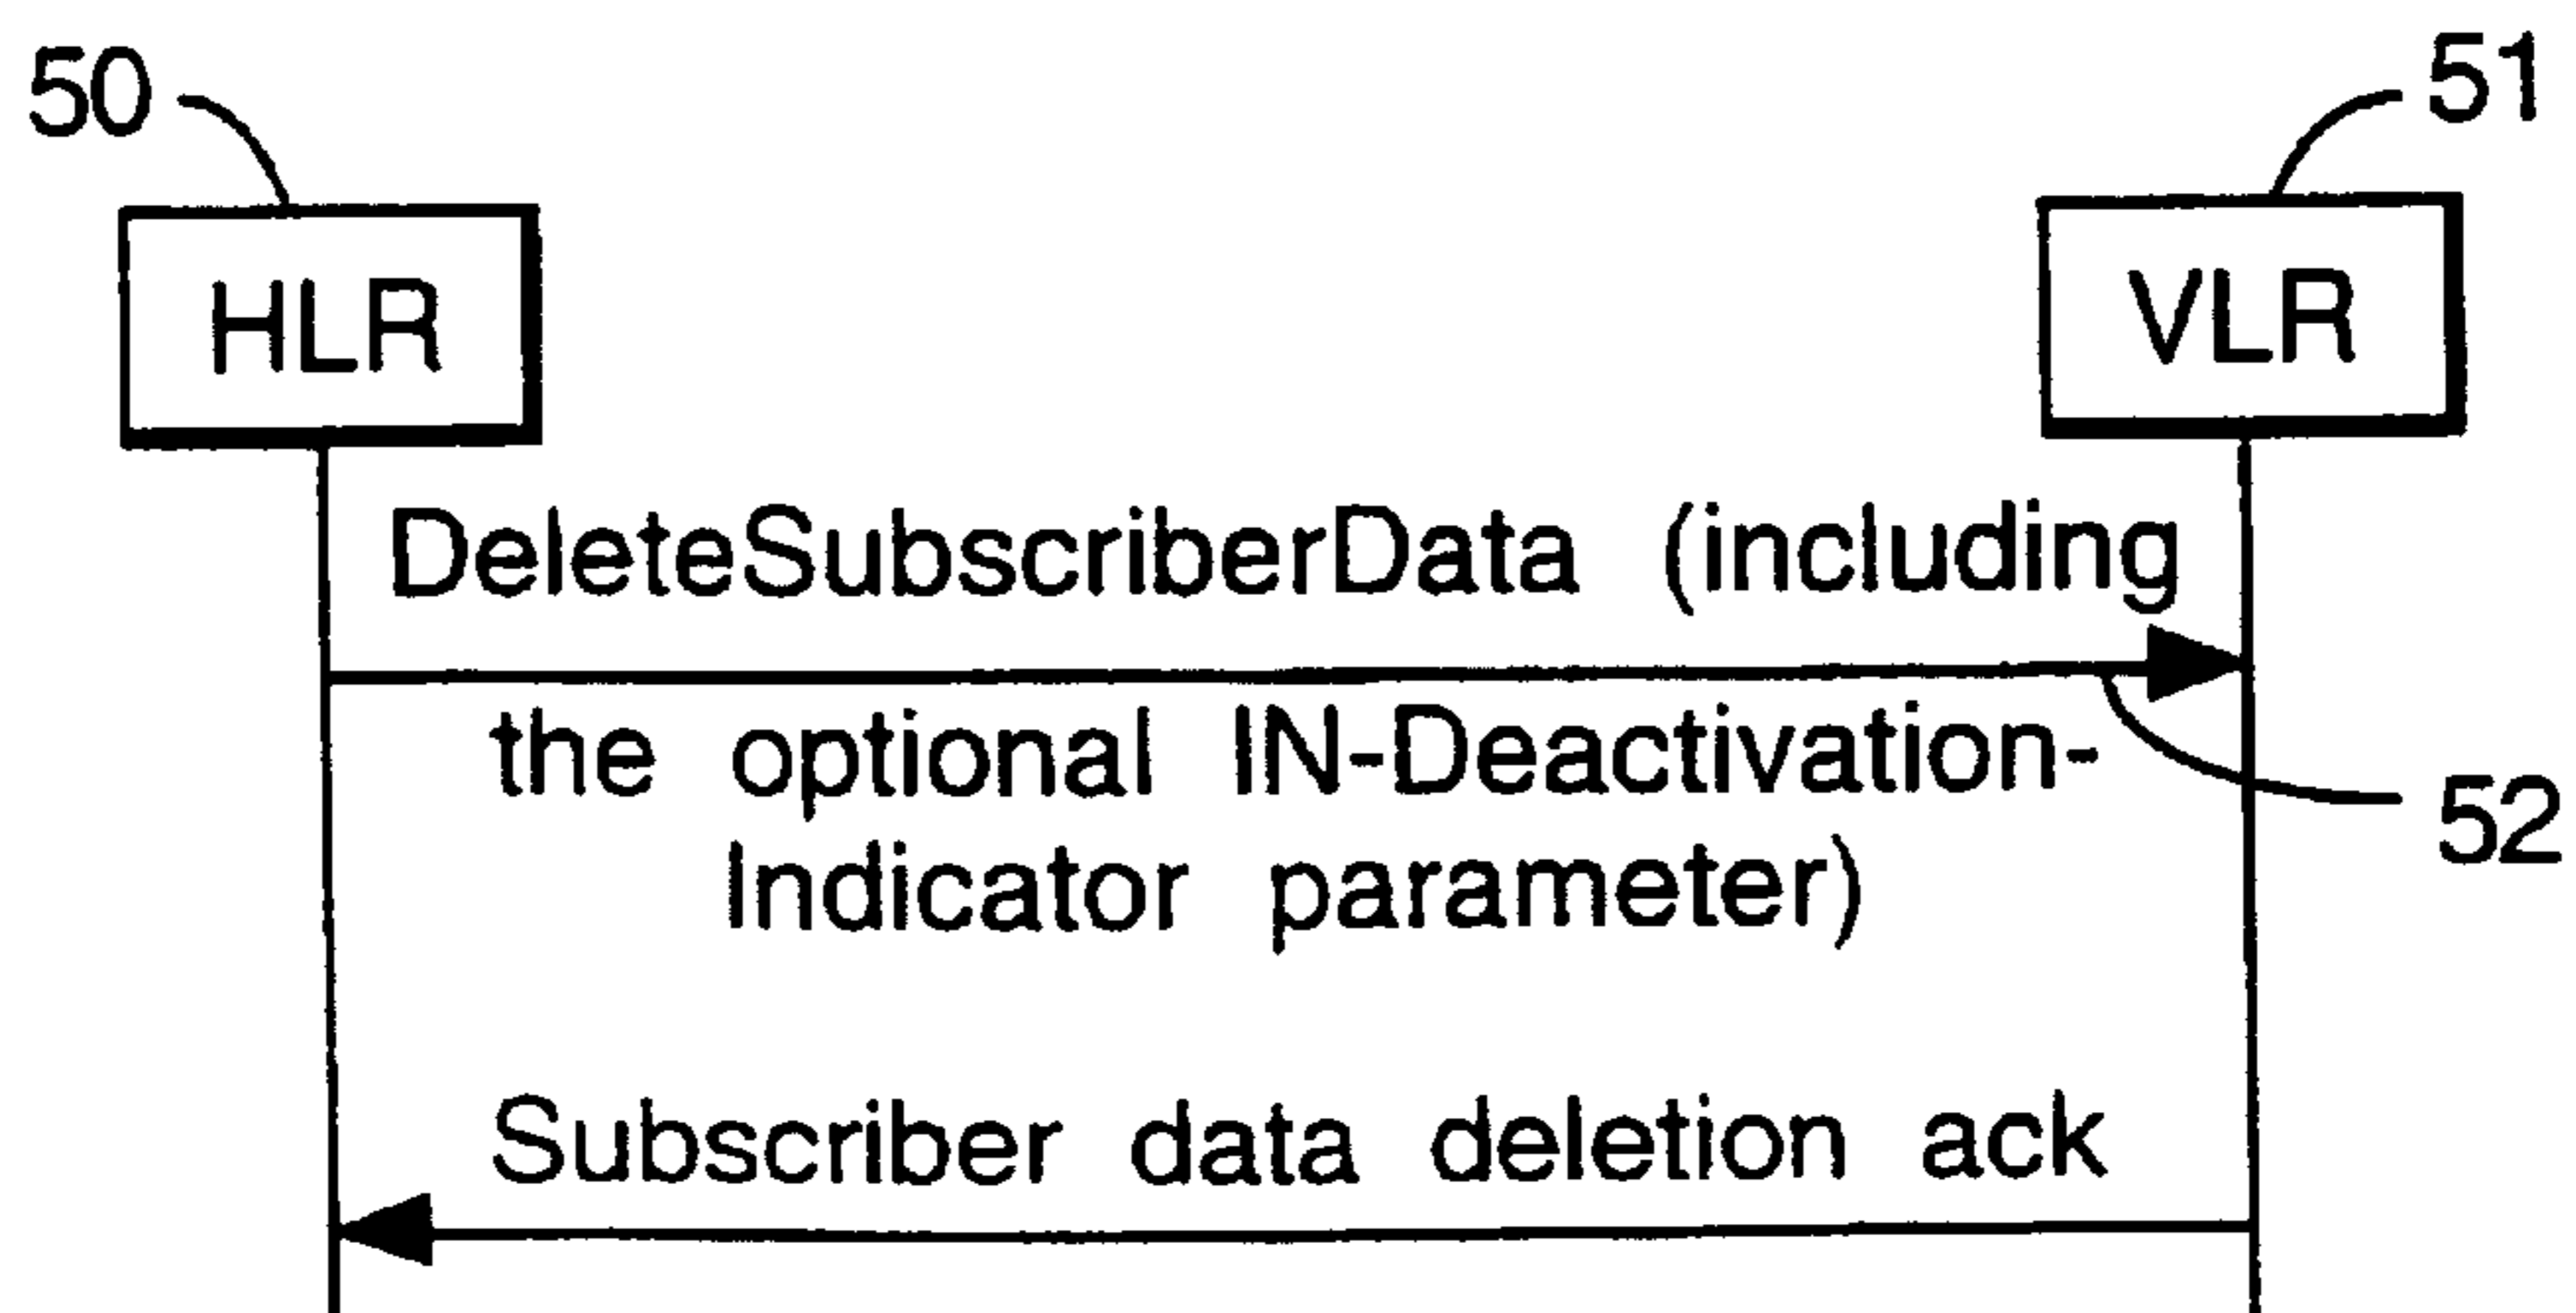 50
51
HLR
VLR
DeleteSubscriberData (including
the optional IN-Deactivation-
52
Indicator parameter)
Subscriber data deletion ack